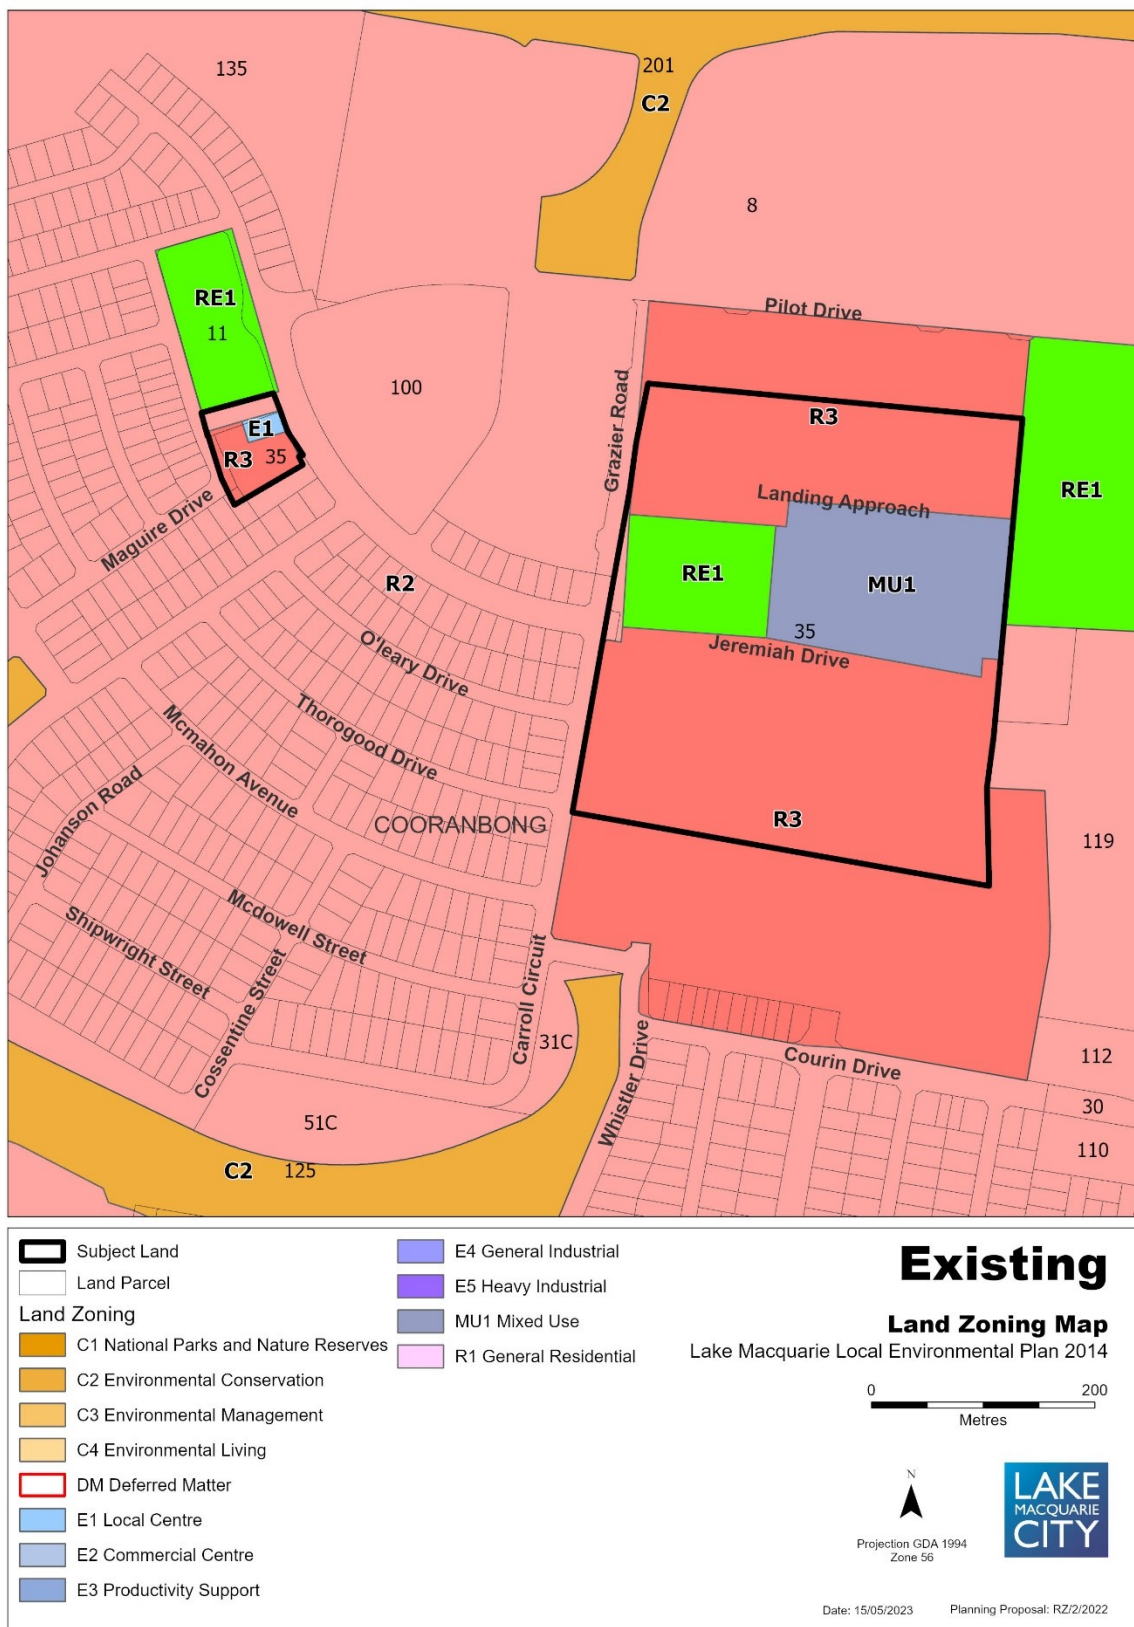 135
201
C2
8
RE1
11
Pilot Drive
100
Grazier Road
R3
E1
R3
35
Landing Approach
RE1
Maguire Drive
RE1
MU1
R2
35
O'leary Drive
Jeremiah Drive
Thorogood Drive
Mcmahon Avenue
Johanson Road
COORANBONG
R3
119
Mcdowell Street
Shipwright Street
Cossentine Street
Carroll Circuit
31C
Whistler Drive
Courin Drive
112
30
51C
110
C2
125
Subject Land
Land Parcel
Land Zoning
C1 National Parks and Nature Reserves
C2 Environmental Conservation
C3 Environmental Management
C4 Environmental Living
DM Deferred Matter
E1 Local Centre
E2 Commercial Centre
E3 Productivity Support
E4 General Industrial
E5 Heavy Industrial
MU1 Mixed Use
R1 General Residential
Existing
Land Zoning Map
Lake Macquarie Local Environmental Plan 2014
0 200
Metres
N
Projection GDA 1994
Zone 56
LAKE
MACQUARIE
CITY
Date: 15/05/2023 Planning Proposal: RZ/2/2022